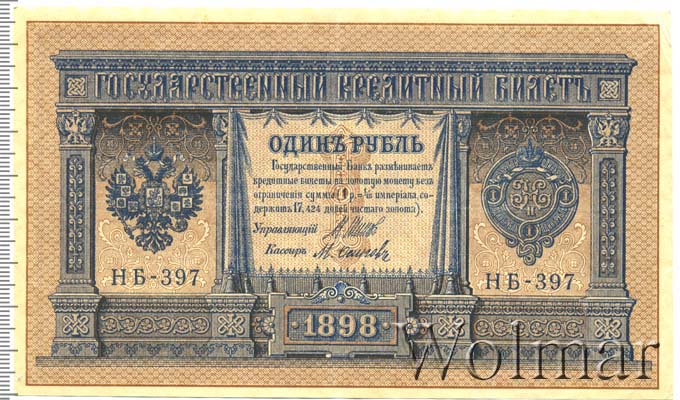 ГОСУДАРСТВЕННЫЙ КРЕДИТНЫЙ БИЛЕТЪ
ОДИНЪ РУБЛЬ
Государственный Банкъ размѣниваетъ
кредитные билеты на золотую монету безъ
ограниченія суммы (1 р. = 1/15 имперіала, со-
держитъ 17,424 долей чистаго золота).
Управляющій
Кассиръ
НБ-397
НБ-397
1898
Wolmar